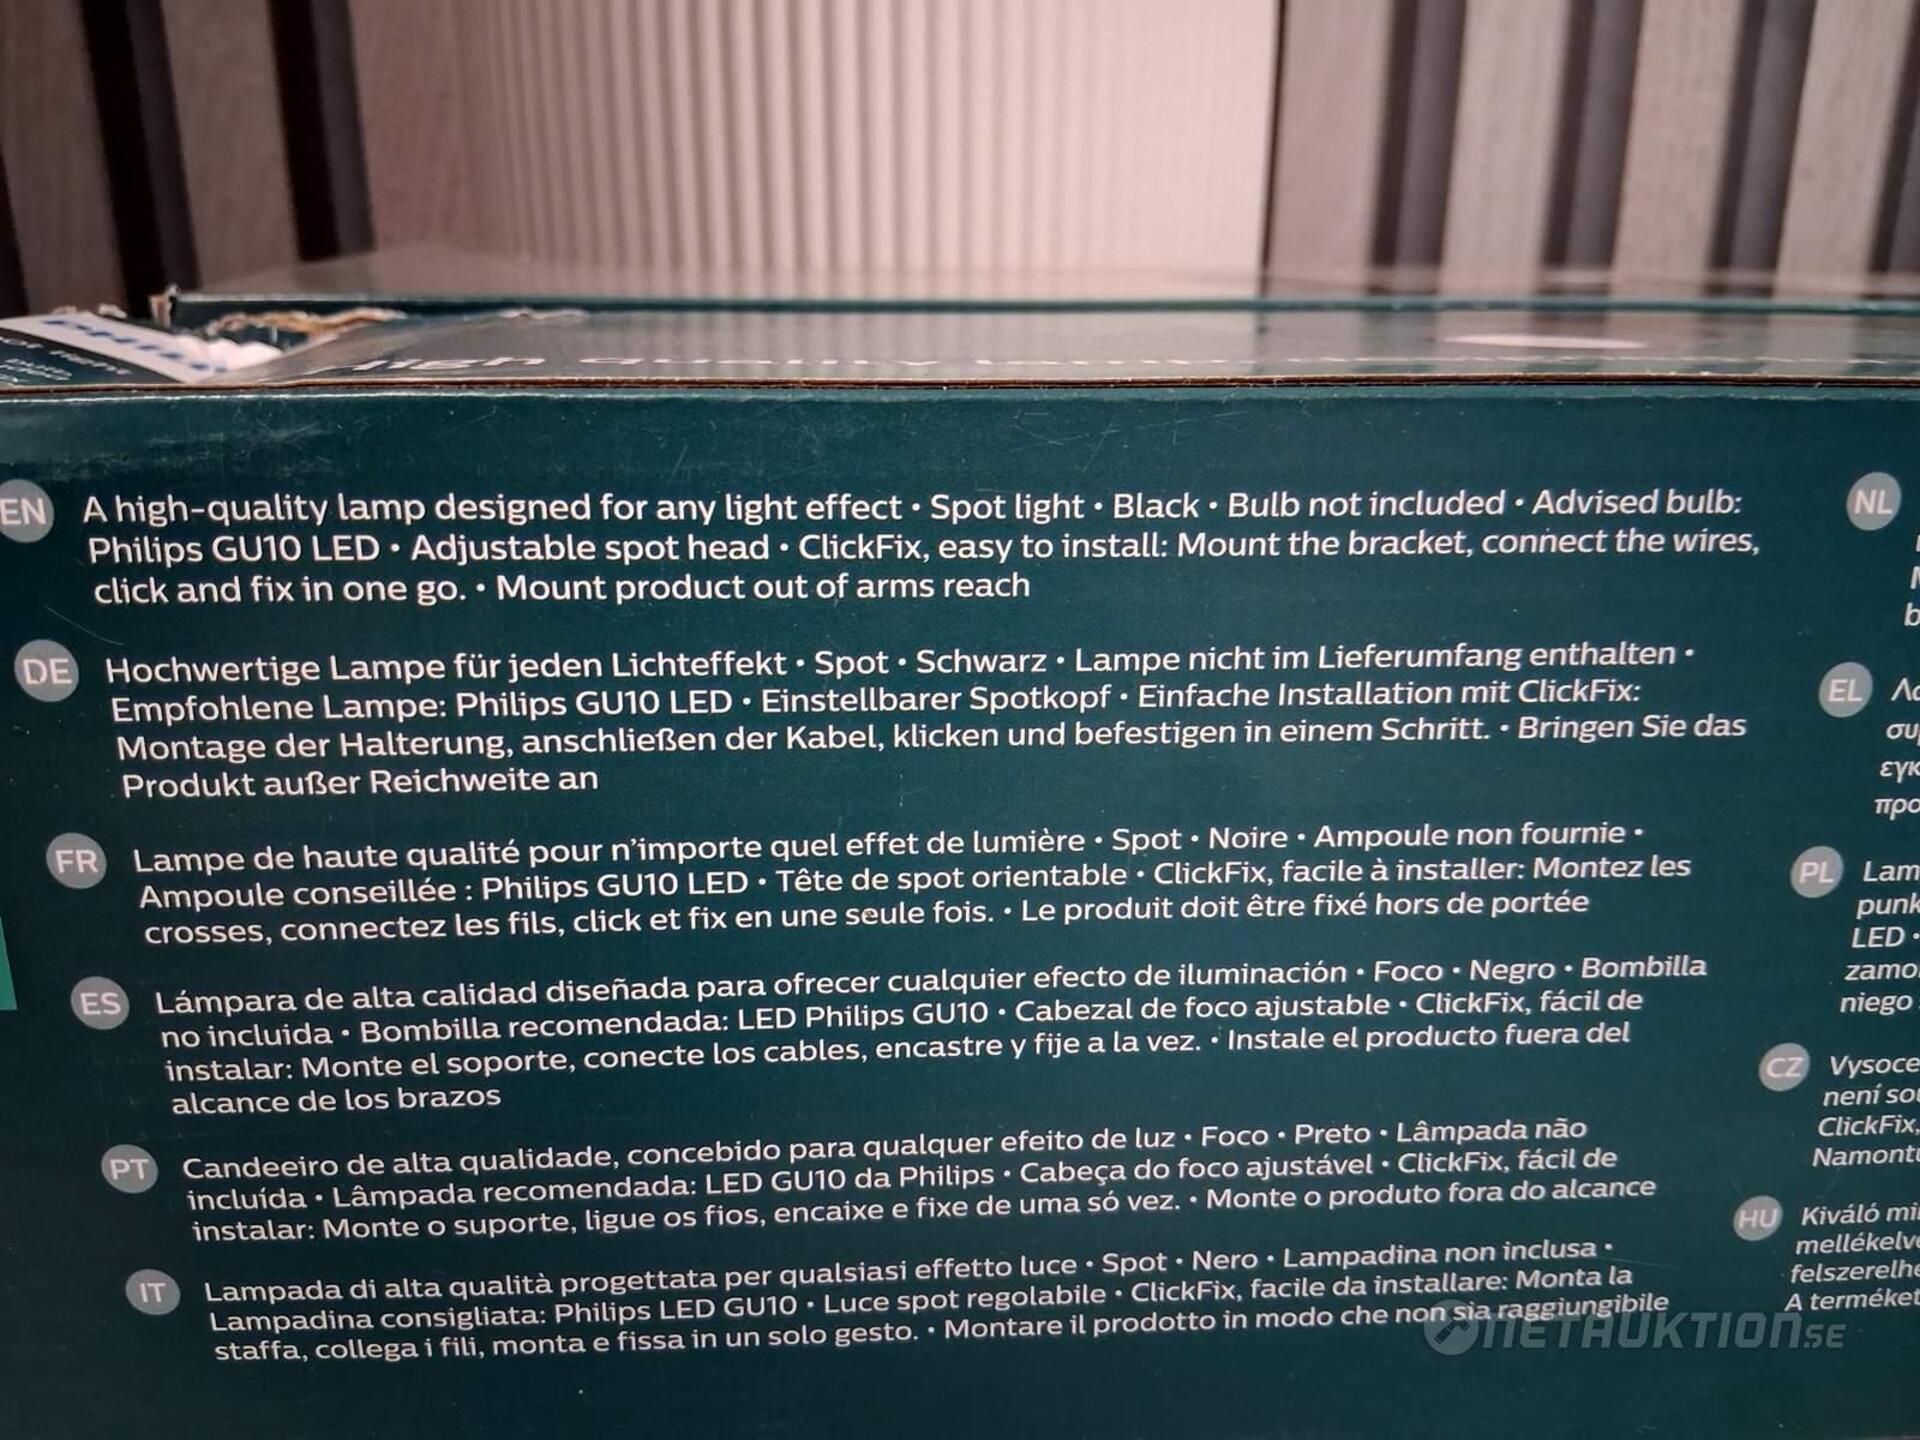 High quality lamp
EN
A high-quality lamp designed for any light effect • Spot light • Black • Bulb not included • Advised bulb:
Philips GU10 LED • Adjustable spot head • ClickFix, easy to install: Mount the bracket, connect the wires,
click and fix in one go. • Mount product out of arms reach
DE
Hochwertige Lampe für jeden Lichteffekt • Spot • Schwarz • Lampe nicht im Lieferumfang enthalten •
Empfohlene Lampe: Philips GU10 LED • Einstellbarer Spotkopf • Einfache Installation mit ClickFix:
Montage der Halterung, anschließen der Kabel, klicken und befestigen in einem Schritt. • Bringen Sie das
Produkt außer Reichweite an
FR
Lampe de haute qualité pour n'importe quel effet de lumière • Spot • Noire • Ampoule non fournie •
Ampoule conseillée : Philips GU10 LED • Tête de spot orientable • ClickFix, facile à installer: Montez les
crosses, connectez les fils, click et fix en une seule fois. • Le produit doit être fixé hors de portée
ES
Lámpara de alta calidad diseñada para ofrecer cualquier efecto de iluminación • Foco • Negro • Bombilla
no incluida • Bombilla recomendada: LED Philips GU10 • Cabezal de foco ajustable • ClickFix, fácil de
instalar: Monte el soporte, conecte los cables, encastre y fije a la vez. • Instale el producto fuera del
alcance de los brazos
PT
Candeeiro de alta qualidade, concebido para qualquer efeito de luz • Foco • Preto • Lâmpada não
incluída • Lâmpada recomendada: LED GU10 da Philips • Cabeça do foco ajustável • ClickFix, fácil de
instalar: Monte o suporte, ligue os fios, encaixe e fixe de uma só vez. • Monte o produto fora do alcance
IT
Lampada di alta qualità progettata per qualsiasi effetto luce • Spot • Nero • Lampadina non inclusa •
Lampadina consigliata: Philips LED GU10 • Luce spot regolabile • ClickFix, facile da installare: Monta la
staffa, collega i fili, monta e fissa in un solo gesto. • Montare il prodotto in modo che non sia raggiungibile
NL
EL
PL
Lam
punk
LED •
zamo
niego
CZ
Vysoce
není sou
ClickFix,
Namontu
HU
Kiváló mi
mellékelve
felszerelhe
A terméket
NETAUKTION.SE